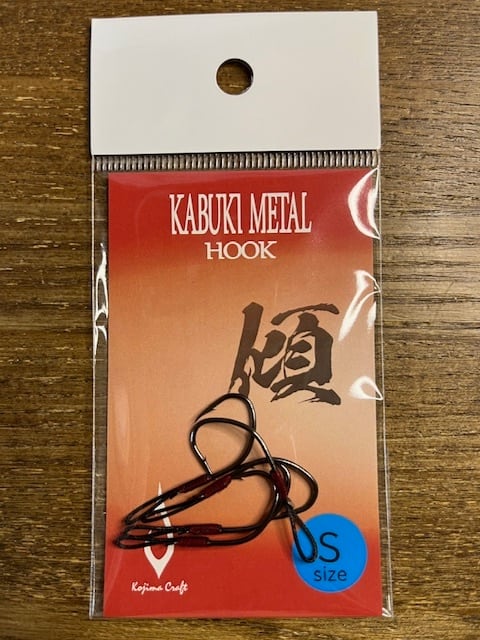 KABUKI METAL
HOOK
傾
S
size
Kojima Craft